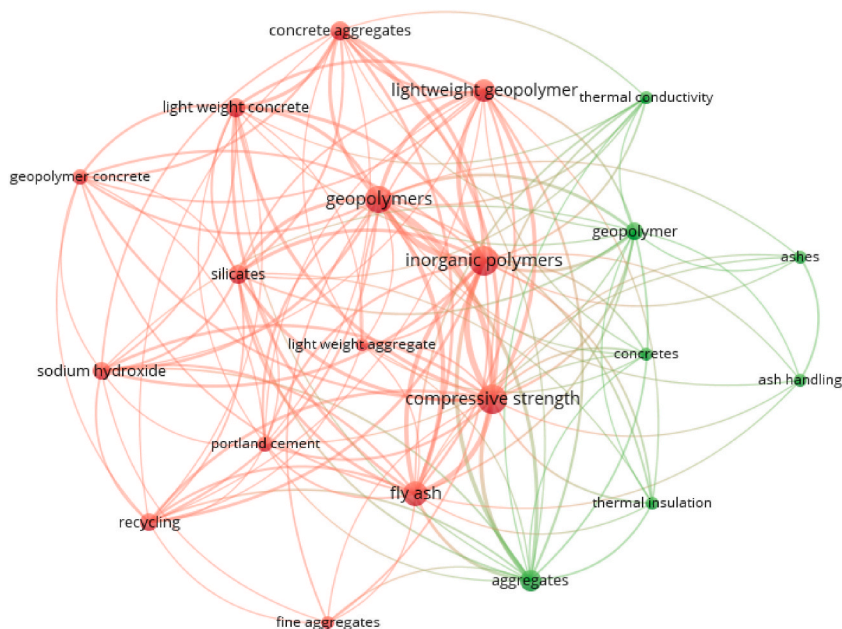 concrete aggregates
lightweight geopolymer
thermal conductivity
light weight concrete
geopolymer concrete
geopolymers
geopolymer
inorganic polymers
ashes
silicates
light weight aggregate
concretes
sodium hydroxide
ash handling
compressive strength
portland cement
fly ash
thermal insulation
recycling
aggregates
fine aggregates